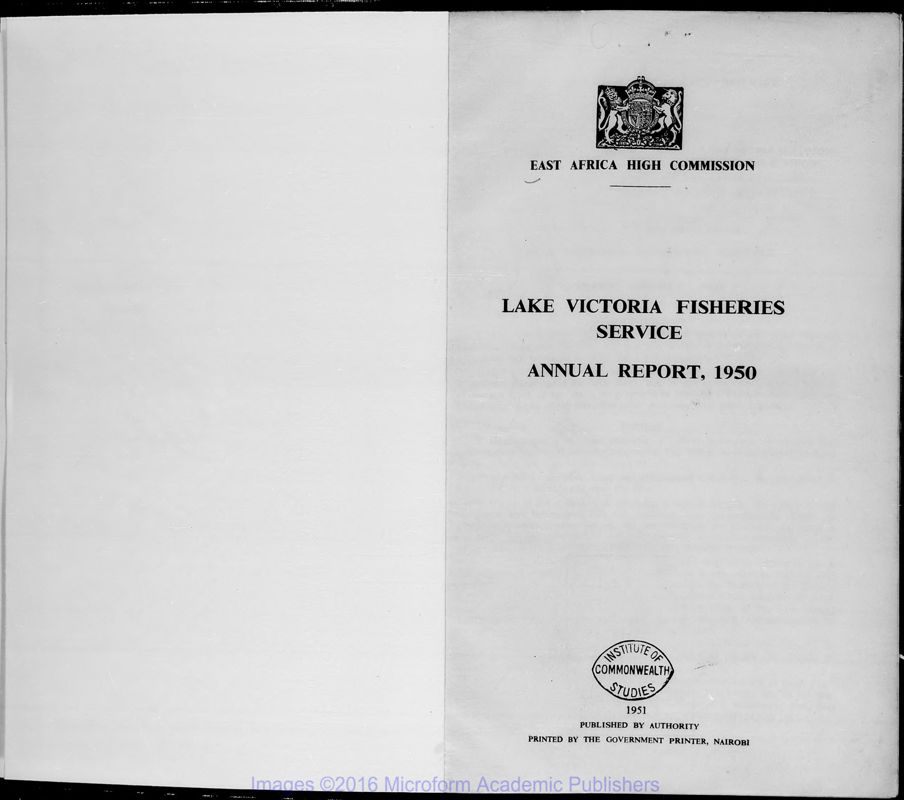 EAST AFRICA HIGH COMMISSION
LAKE VICTORIA FISHERIES
SERVICE
ANNUAL REPORT, 1950
INSTITUTE OF
COMMONWEALTH
STUDIES
1951
PUBLISHED BY AUTHORITY
PRINTED BY THE GOVERNMENT PRINTER, NAIROBI
Images ©2016 Microform Academic Publishers